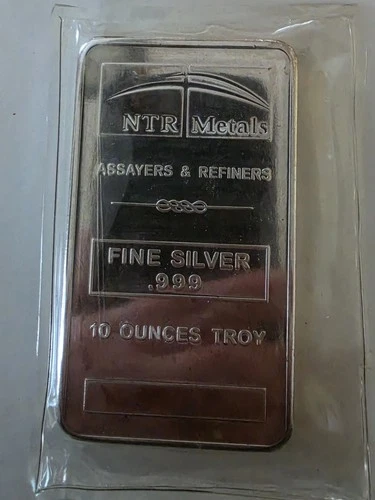 NTR Metals
ASSAYERS & REFINERS
FINE SILVER
.999
10 OUNCES TROY